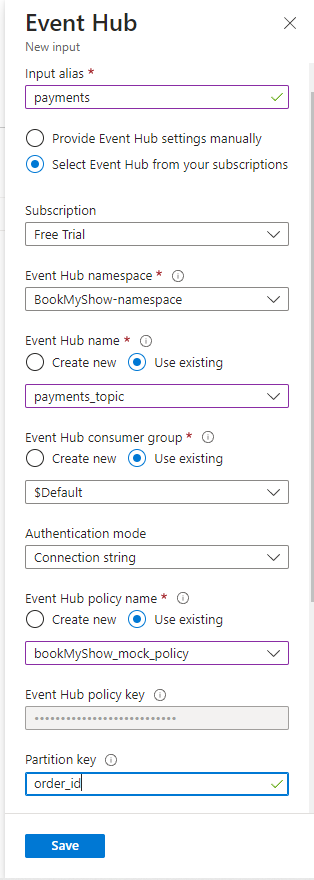 Event Hub
New input
Input alias *
payments
Provide Event Hub settings manually
Select Event Hub from your subscriptions
Subscription
Free Trial
Event Hub namespace *
BookMyShow-namespace
Event Hub name *
Create new Use existing
payments_topic
Event Hub consumer group *
Create new Use existing
$Default
Authentication mode
Connection string
Event Hub policy name *
Create new Use existing
bookMyShow_mock_policy
Event Hub policy key
••••••••••••••••••••••••••••
Partition key
order_id
Save